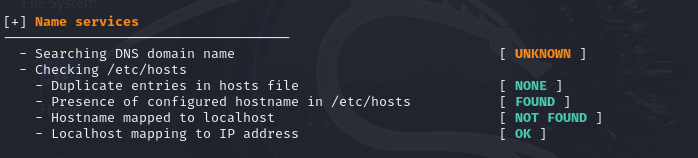 File System
[+] Name services
- Searching DNS domain name [ UNKNOWN ]
- Checking /etc/hosts
- Duplicate entries in hosts file [ NONE ]
- Presence of configured hostname in /etc/hosts [ FOUND ]
- Hostname mapped to localhost [ NOT FOUND ]
- Localhost mapping to IP address [ OK ]